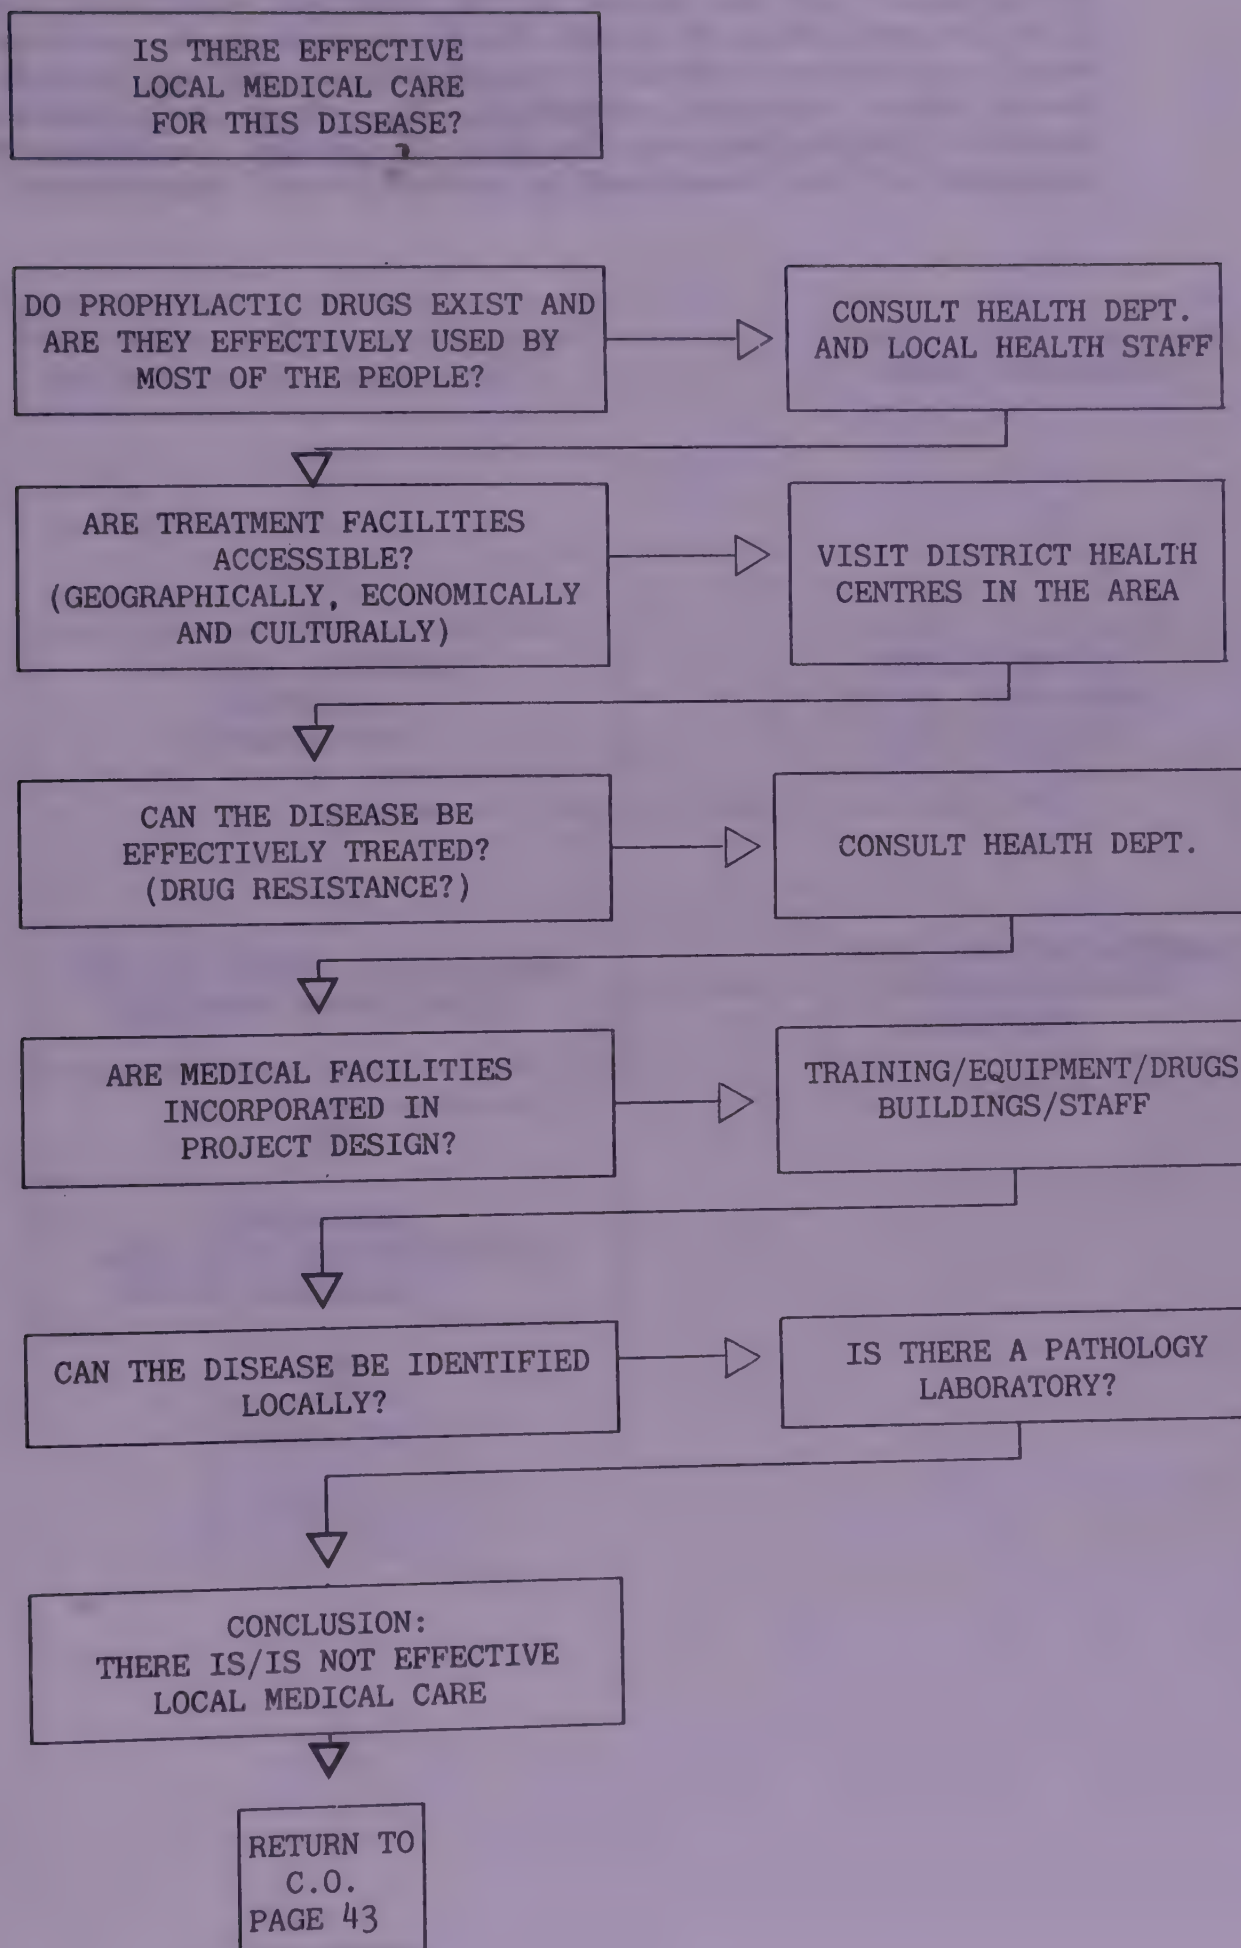 IS THERE EFFECTIVE
LOCAL MEDICAL CARE
FOR THIS DISEASE?
DO PROPHYLACTIC DRUGS EXIST AND
ARE THEY EFFECTIVELY USED BY
MOST OF THE PEOPLE?
CONSULT HEALTH DEPT.
AND LOCAL HEALTH STAFF
ARE TREATMENT FACILITIES
ACCESSIBLE?
(GEOGRAPHICALLY, ECONOMICALLY
AND CULTURALLY)
VISIT DISTRICT HEALTH
CENTRES IN THE AREA
CAN THE DISEASE BE
EFFECTIVELY TREATED?
(DRUG RESISTANCE?)
CONSULT HEALTH DEPT.
ARE MEDICAL FACILITIES
INCORPORATED IN
PROJECT DESIGN?
TRAINING/EQUIPMENT/DRUGS
BUILDINGS/STAFF
CAN THE DISEASE BE IDENTIFIED
LOCALLY?
IS THERE A PATHOLOGY
LABORATORY?
CONCLUSION:
THERE IS/IS NOT EFFECTIVE
LOCAL MEDICAL CARE
RETURN TO
C.O.
PAGE 43